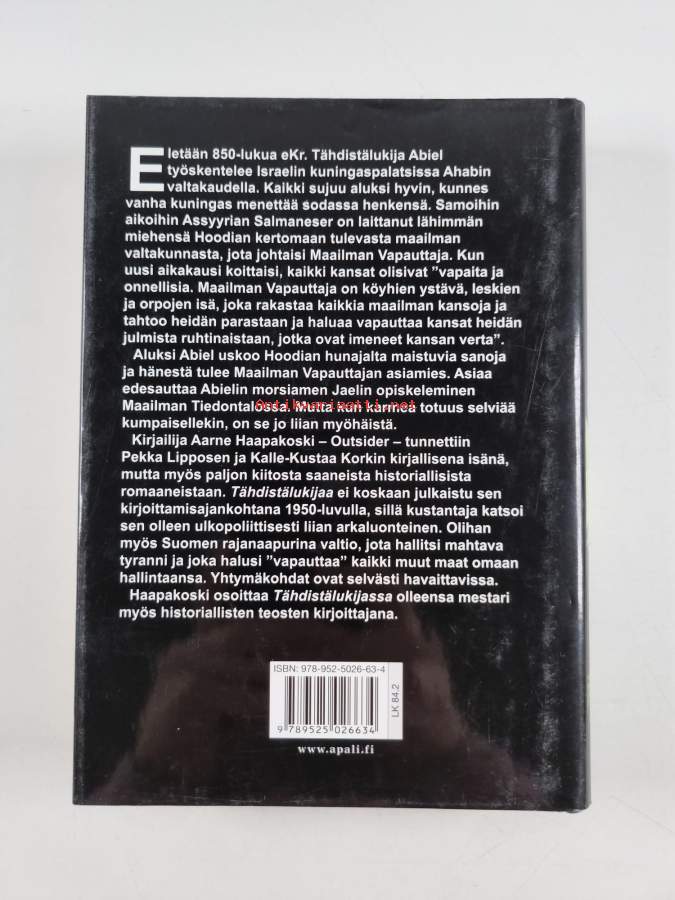 Eletään 850-lukua eKr. Tähdistälukija Abiel
työskentelee Israelin kuningaspalatsissa Ahabin
valtakaudella. Kaikki sujuu aluksi hyvin, kunnes
vanha kuningas menettää sodassa henkensä. Samoihin
aikoihin Assyyrian Salmaneser on laittanut lähimmän
miehensä Hoodian kertomaan tulevasta maailman
valtakunnasta, jota johtaisi Maailman Vapauttaja. Kun
uusi aikakausi koittaisi, kaikki kansat olisivat ”vapaita ja
onnellisia. Maailman Vapauttaja on köyhien ystävä, leskien
ja orpojen isä, joka rakastaa kaikkia maailman kansoja ja
tahtoo heidän parastaan ja haluaa vapauttaa kansat heidän
julmista ruhtinaistaan, jotka ovat imeneet kansan verta”.
Aluksi Abiel uskoo Hoodian hunajalta maistuvia sanoja
ja hänestä tulee Maailman Vapauttajan asiamies. Asiaa
edesauttaa Abielin morsiamen Jaelin opiskeleminen
Maailman Tiedontalossa. Mutta kun karmea totuus selviää
kumpaisellekin, on se jo liian myöhäistä.
Kirjailija Aarne Haapakoski – Outsider – tunnettiin
Pekka Lipposen ja Kalle-Kustaa Korkin kirjallisena isänä,
mutta myös paljon kiitosta saaneista historiallisista
romaaneistaan. Tähdistälukijaa ei koskaan julkaistu sen
kirjoittamisajankohtana 1950-luvulla, sillä kustantaja katsoi
sen olleen ulkopoliittisesti liian arkaluonteinen. Olihan
myös Suomen rajanaapurina valtio, jota hallitsi mahtava
tyranni ja joka halusi ”vapauttaa” kaikki muut maat omaan
hallintaansa. Yhtymäkohdat ovat selvästi havaittavissa.
Haapakoski osoittaa Tähdistälukijassa olleensa mestari
myös historiallisten teosten kirjoittajana.
Antikvariaatti.net
ISBN: 978-952-5026-63-4
LK 84.2
9 789525 026634
www.apali.fi